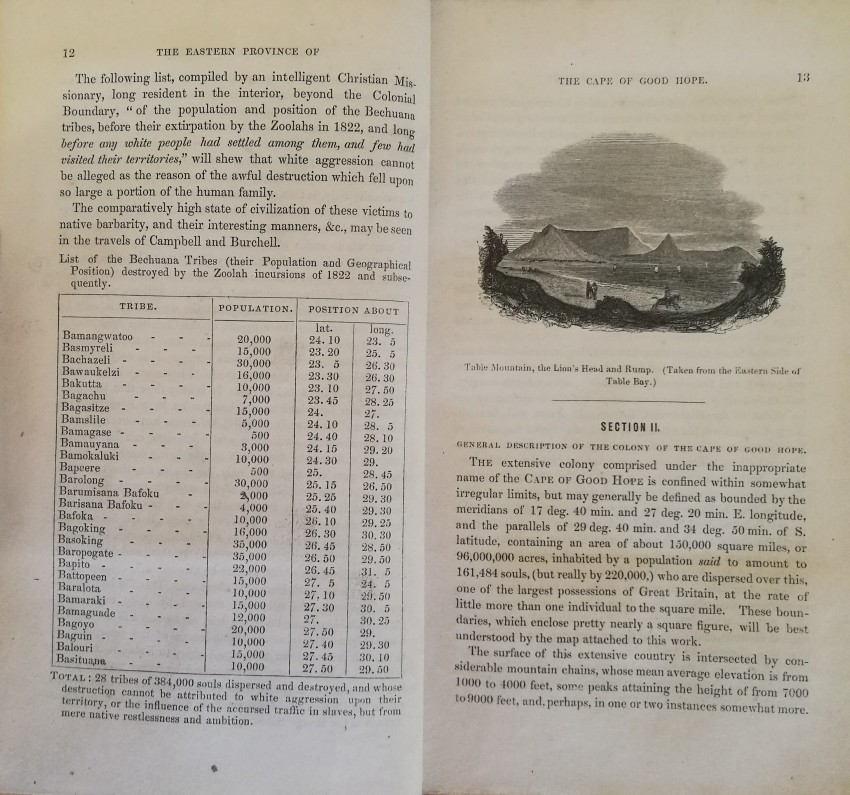 12 THE EASTERN PROVINCE OF
The following list, compiled by an intelligent Christian Mis-
sionary, long resident in the interior, beyond the Colonial
Boundary, "of the population and position of the Bechuana
tribes, before their extirpation by the Zoolahs in 1822, and long
before any white people had settled among them, and few had
visited their territories," will shew that white aggression cannot
be alleged as the reason of the awful destruction which fell upon
so large a portion of the human family.
The comparatively high state of civilization of these victims to
native barbarity, and their interesting manners, &c., may be seen
in the travels of Campbell and Burchell.
List of the Bechuana Tribes (their Population and Geographical
Position) destroyed by the Zoolah incursions of 1822 and subse-
quently.
TRIBE. POPULATION. POSITION ABOUT
lat. long.
Bamangwatoo - - - 20,000 24. 10 23. 5
Basmyreli - - - 15,000 23. 20 25. 5
Bachazeli - - - 30,000 23. 5 26. 30
Bawaukelzi - - - 16,000 23. 30 26. 30
Bakutta - - - 10,000 23. 10 27. 50
Bagachu - - - 7,000 23. 45 28. 25
Bagasitze - - - 15,000 24. 27.
Bamslile - - - 5,000 24. 10 28. 5
Bamagase - - - 500 24. 40 28. 10
Bamauyana - - - 3,000 24. 15 29. 20
Bamokaluki - - - 10,000 24. 30 29.
Bapeere - - - 500 25. 28. 45
Barolong - - - 30,000 25. 15 26. 50
Barumisana Bafoku - 2,000 25. 25 29. 30
Barisana Bafoku - - 4,000 25. 40 29. 30
Bafoka - - - 10,000 26. 10 29. 25
Bagoking - - - 16,000 26. 30 30. 30
Basoking - - - 35,000 26. 45 28. 50
Baropogate - - - 35,000 26. 50 29. 50
Bapito - - - 22,000 26. 45 31. 5
Battopeen - - - 15,000 27. 5 24. 5
Baralota - - - 10,000 27. 10 29. 50
Bamaraki - - - 15,000 27. 30 30. 5
Bamaguade - - - 12,000 27. 30. 25
Bagoyo - - - 20,000 27. 50 29.
Baguin - - - 10,000 27. 40 29. 30
Balouri - - - 15,000 27. 45 30. 10
Basituana - - 10,000 27. 50 29. 50
TOTAL: 28 tribes of 384,000 souls dispersed and destroyed, and whose
destruction cannot be attributed to white aggression upon their
territory, or the influence of the accursed traffic in slaves, but from
mere native restlessness and ambition.
THE CAPE OF GOOD HOPE. 13
Table Mountain, the Lion's Head and Rump. (Taken from the Eastern Side of
Table Bay.)
SECTION II.
GENERAL DESCRIPTION OF THE COLONY OF THE CAPE OF GOOD HOPE.
THE extensive colony comprised under the inappropriate
name of the CAPE OF GOOD HOPE is confined within somewhat
irregular limits, but may generally be defined as bounded by the
meridians of 17 deg. 40 min. and 27 deg. 20 min. E. longitude,
and the parallels of 29 deg. 40 min. and 34 deg. 50 min. of S.
latitude, containing an area of about 150,000 square miles, or
96,000,000 acres, inhabited by a population said to amount to
161,484 souls, (but really by 220,000,) who are dispersed over this,
one of the largest possessions of Great Britain, at the rate of
little more than one individual to the square mile. These boun-
daries, which enclose pretty nearly a square figure, will be best
understood by the map attached to this work.
The surface of this extensive country is intersected by con-
siderable mountain chains, whose mean average elevation is from
1000 to 4000 feet, some peaks attaining the height of from 7000
to 9000 feet, and, perhaps, in one or two instances somewhat more.